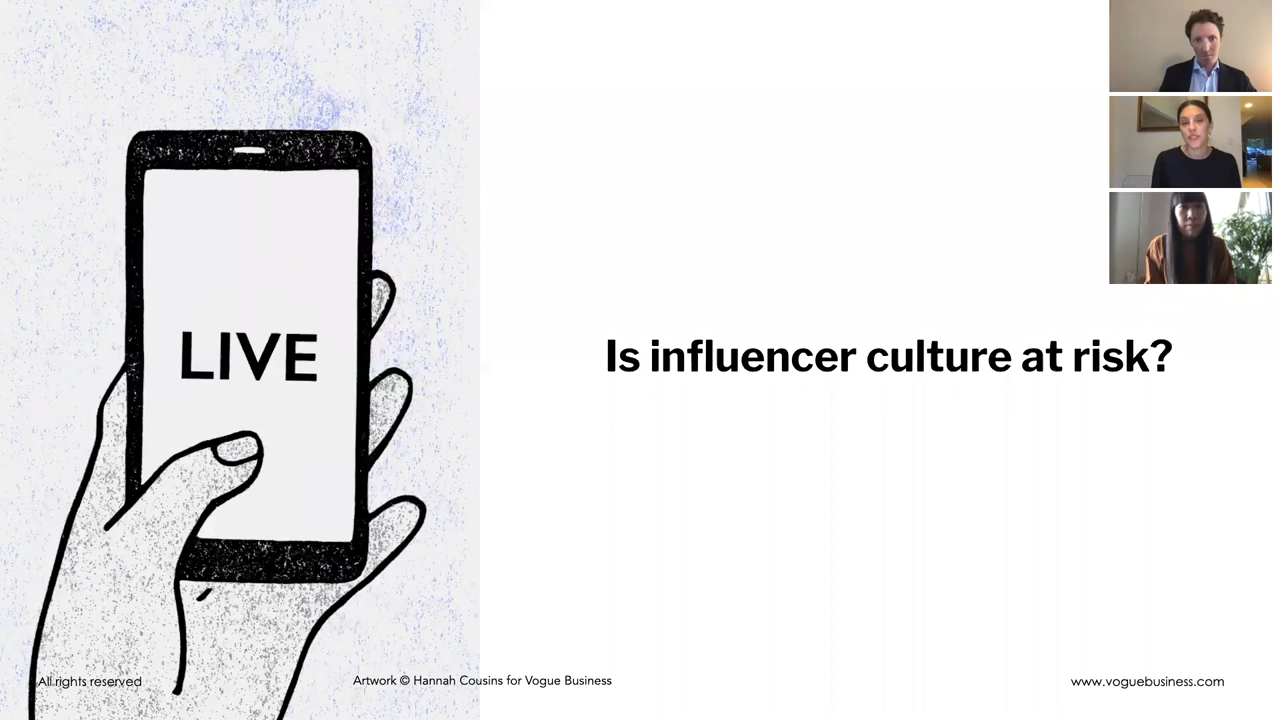 LIVE
Is influencer culture at risk?
All rights reserved
Artwork © Hannah Cousins for Vogue Business
www.voguebusiness.com